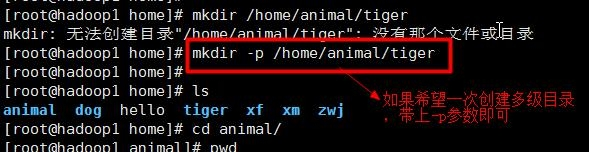 [root@hadoop1 home]# mkdir /home/animal/tiger
mkdir: 无法创建目录"/home/animal/tiger": 没有那个文件或目录
[root@hadoop1 home]# mkdir -p /home/animal/tiger
[root@hadoop1 home]#
[root@hadoop1 home]# ls
animal dog hello tiger xf xm zwj
[root@hadoop1 home]# cd animal/
[root@hadoop1 animal]# pwd
如果希望一次创建多级目录
，带上-p参数即可